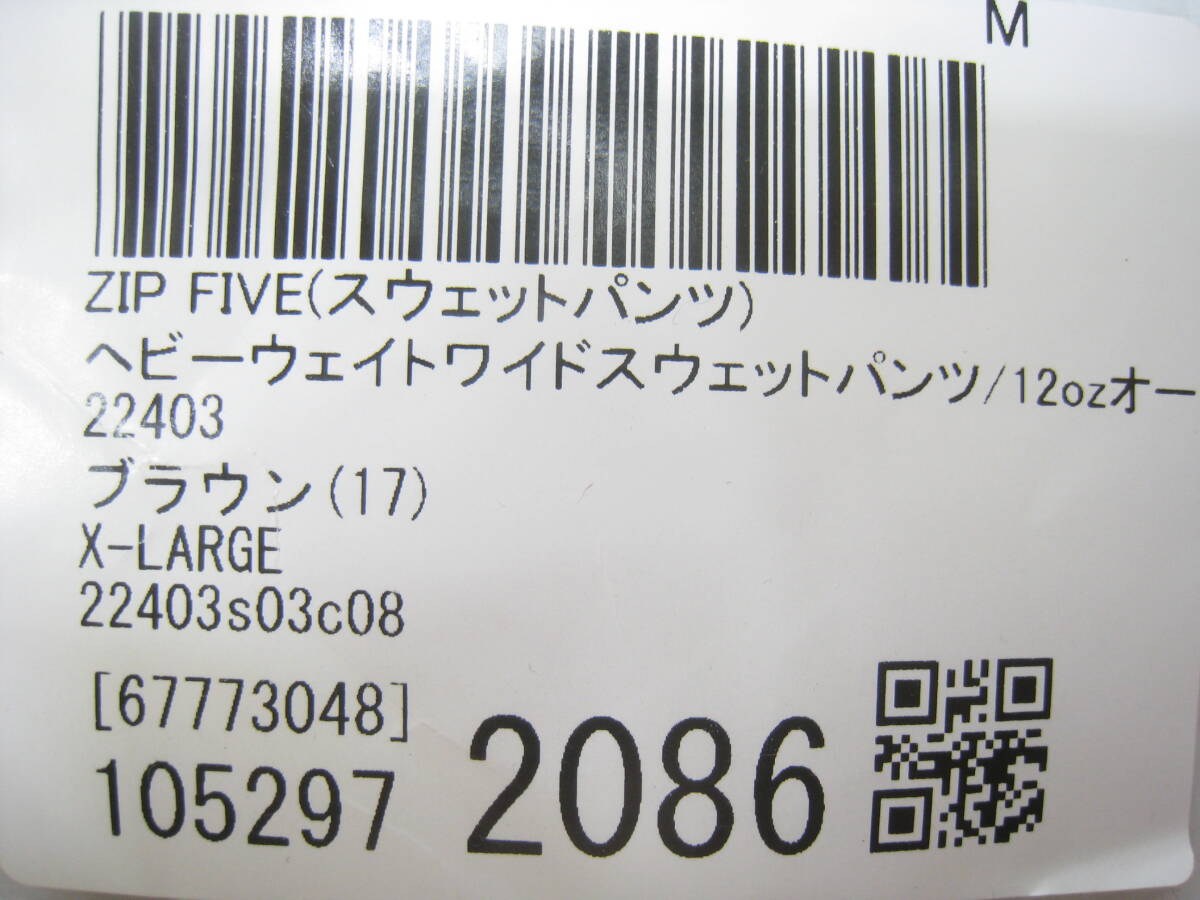 M
ZIP FIVE(スウェットパンツ)
ヘビーウェイトワイドスウェットパンツ/12ozオー
22403
ブラウン(17)
X-LARGE
22403s03c08
[67773048]
105297 2086